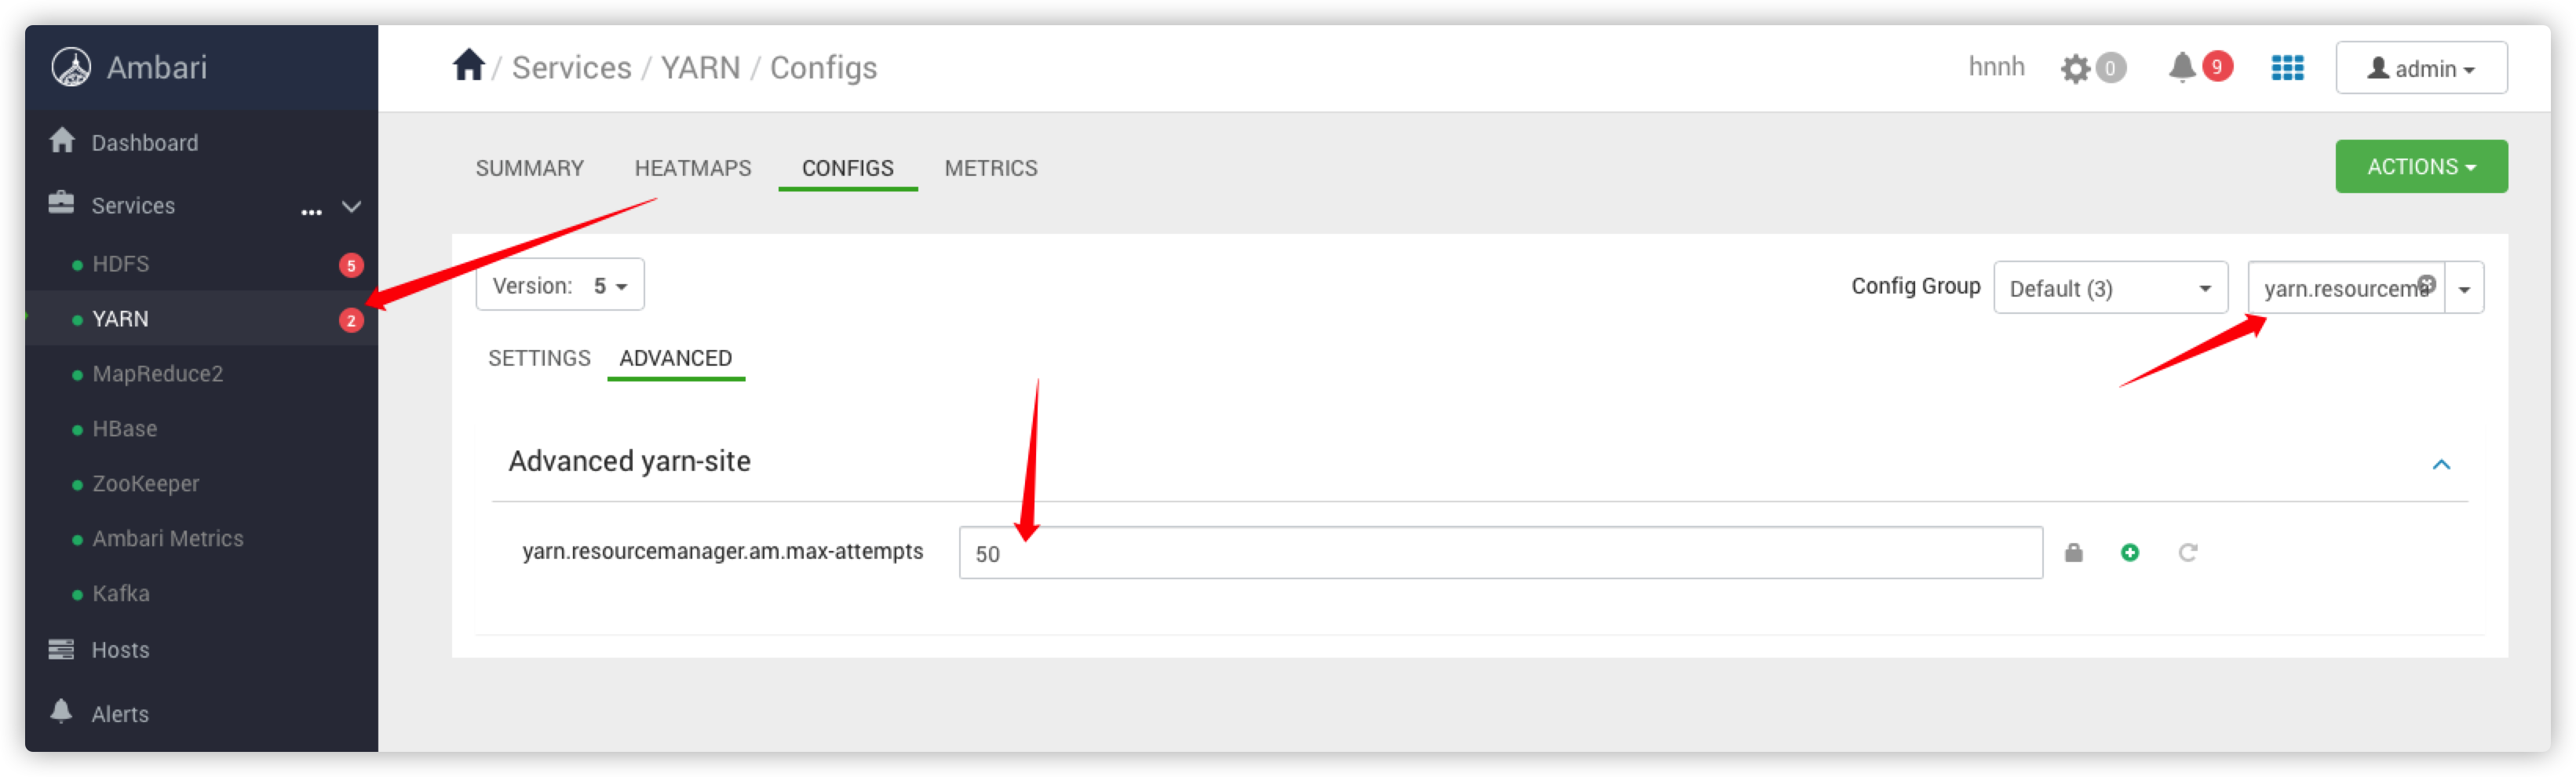 Ambari
/ Services / YARN / Configs
hnnh
0
9
admin
Dashboard
Services
...
HDFS
5
YARN
2
MapReduce2
HBase
ZooKeeper
Ambari Metrics
Kafka
Hosts
Alerts
SUMMARY
HEATMAPS
CONFIGS
METRICS
ACTIONS
Version: 5
Config Group
Default (3)
yarn.resourcema
SETTINGS
ADVANCED
Advanced yarn-site
yarn.resourcemanager.am.max-attempts
50